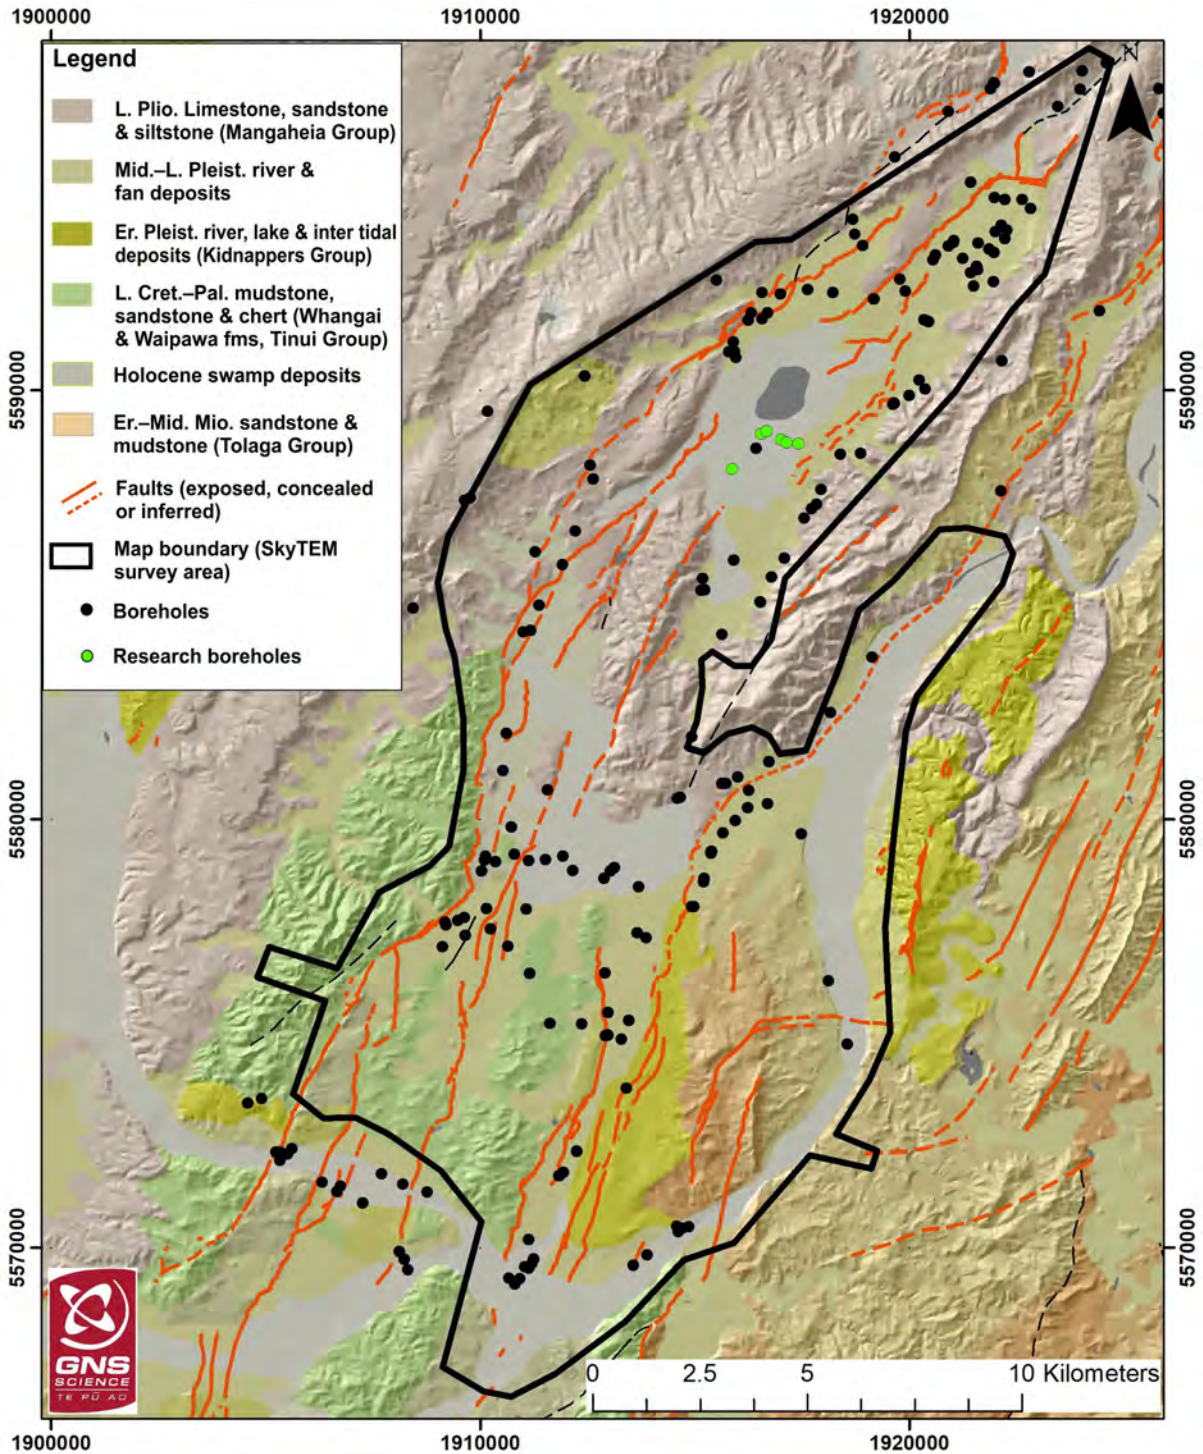 1900000 1910000 1920000
N
Legend
L. Plio. Limestone, sandstone
& siltstone (Mangaheia Group)
Mid.–L. Pleist. river &
fan deposits
Er. Pleist. river, lake & inter tidal
deposits (Kidnappers Group)
L. Cret.–Pal. mudstone,
sandstone & chert (Whangai
& Waipawa fms, Tinui Group)
Holocene swamp deposits
Er.–Mid. Mio. sandstone &
mudstone (Tolaga Group)
Faults (exposed, concealed
or inferred)
Map boundary (SkyTEM
survey area)
Boreholes
Research boreholes
5590000 5590000
5580000 5580000
5570000 5570000
GNS
SCIENCE
TE PŪ AO
0 2.5 5 10 Kilometers
1900000 1910000 1920000